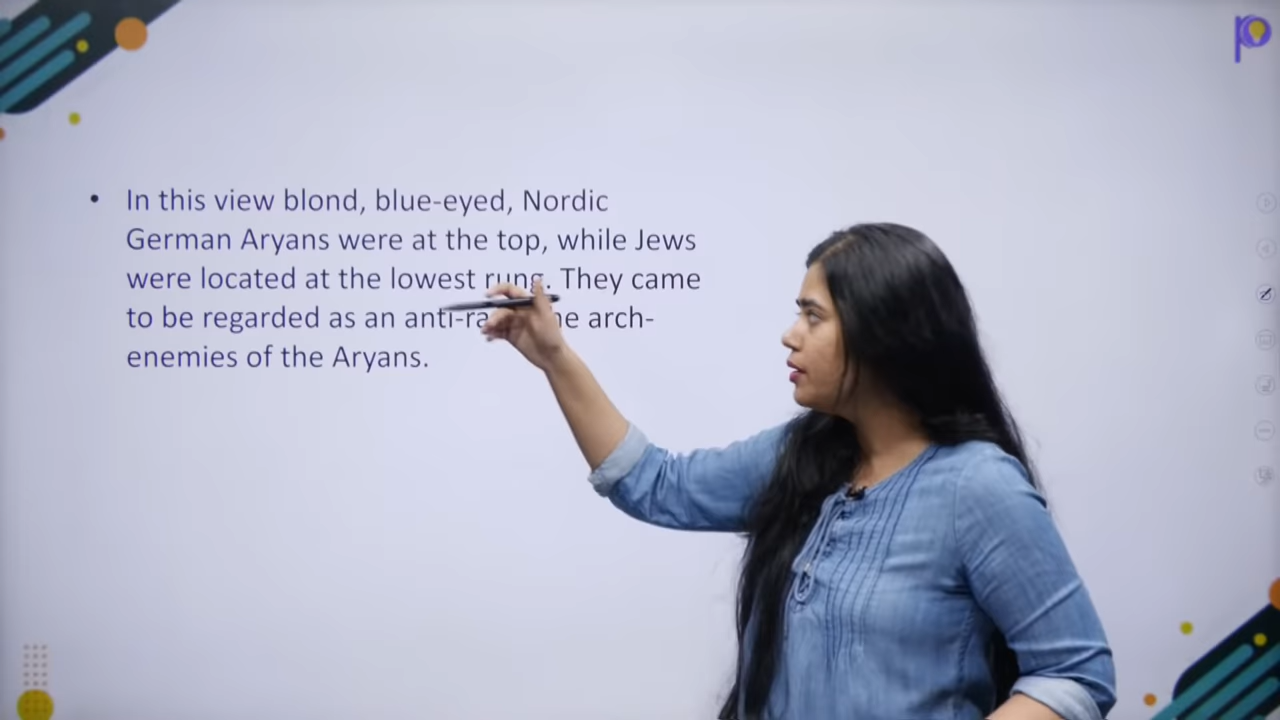 • In this view blond, blue-eyed, Nordic
German Aryans were at the top, while Jews
were located at the lowest rung. They came
to be regarded as an anti- arch-
enemies of the Aryans.